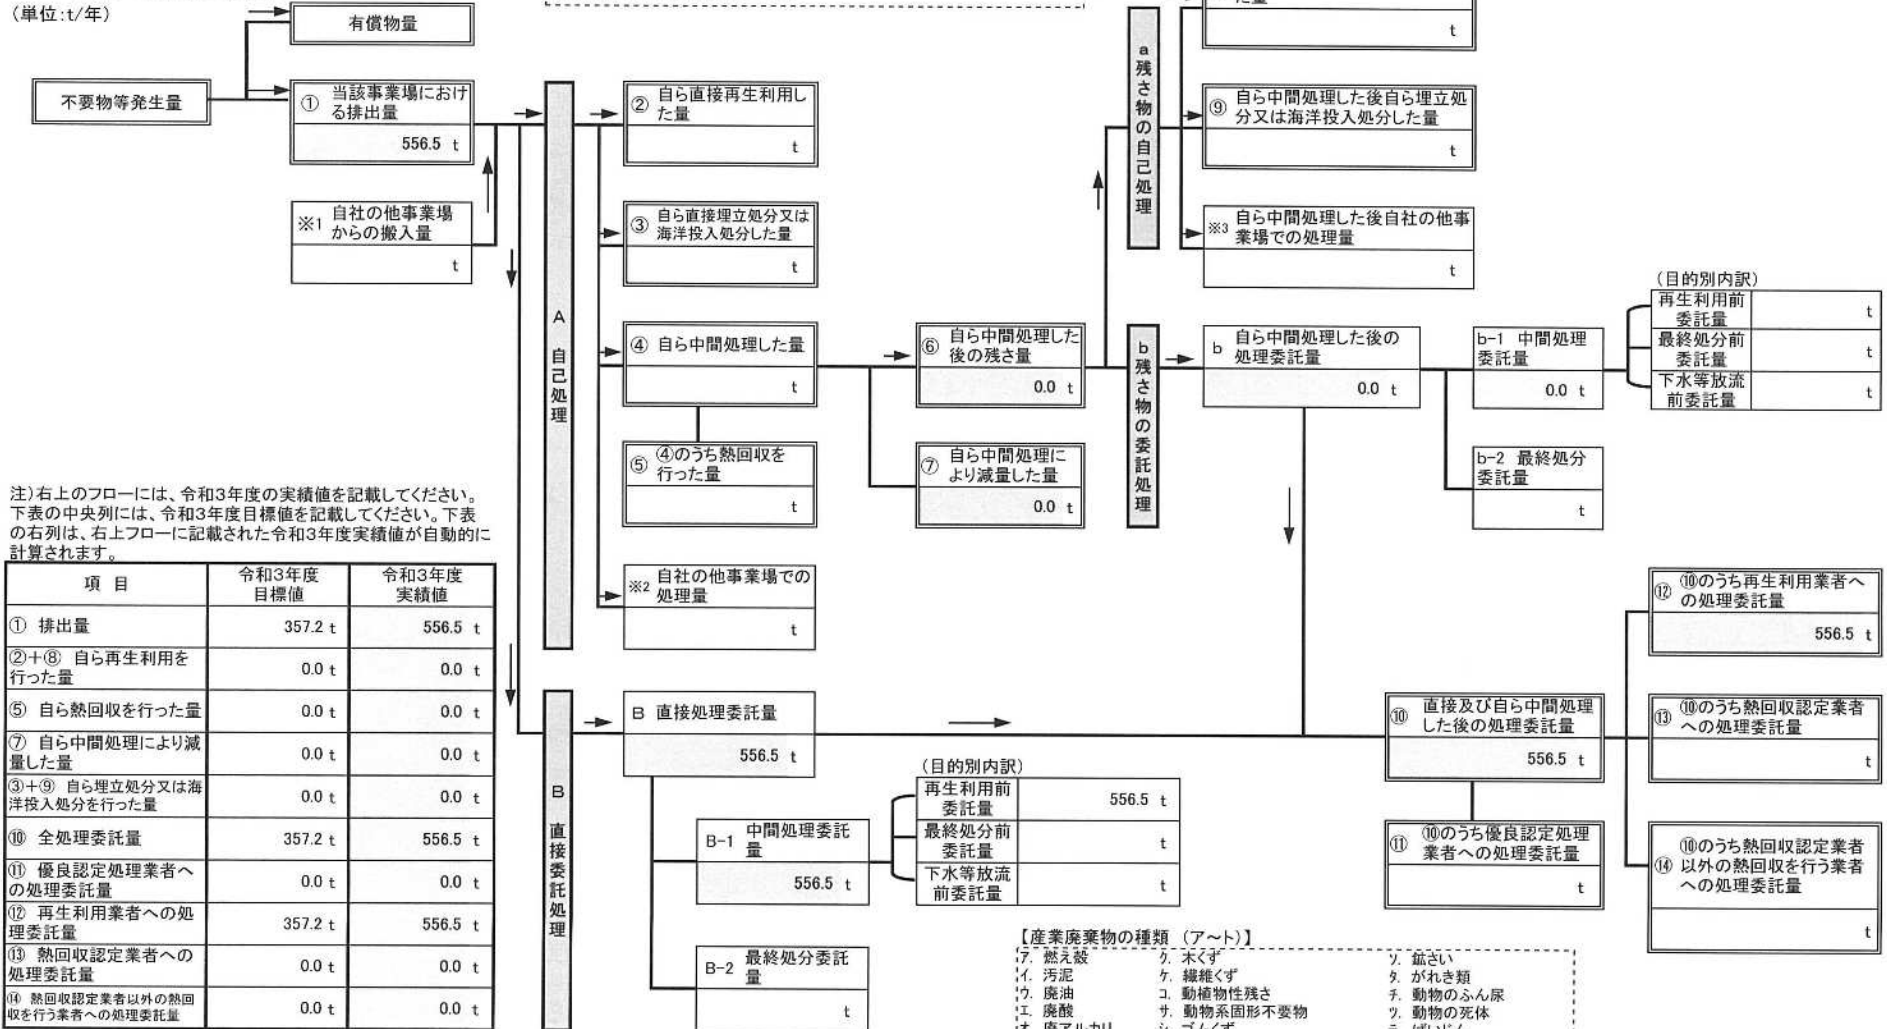 (単位:t/年)
有償物量
不要物等発生量
① 当該事業場におけ
る排出量
556.5 t
※1 自社の他事業場
からの搬入量
t
A 自己処理
② 自ら直接再生利用し
た量
t
③ 自ら直接埋立処分又は
海洋投入処分した量
t
④ 自ら中間処理した量
t
⑤ ④のうち熱回収を
行った量
t
※2 自社の他事業場での
処理量
t
⑥ 自ら中間処理した
後の残さ量
0.0 t
⑦ 自ら中間処理に
より減量した量
0.0 t
a 残さ物の自己処理
t
⑨ 自ら中間処理した後自ら埋立処
分又は海洋投入処分した量
t
※3 自ら中間処理した後自社の他事
業場での処理量
t
b 残さ物の委託処理
b 自ら中間処理した後の
処理委託量
0.0 t
b-1 中間処理
委託量
0.0 t
b-2 最終処分
委託量
t
(目的別内訳)
再生利用前
委託量
t
最終処分前
委託量
t
下水等放流
前委託量
t
注)右上のフローには、令和3年度の実績値を記載してください。
下表の中央列には、令和3年度目標値を記載してください。下表
の右列は、右上フローに記載された令和3年度実績値が自動的に
計算されます。
項 目
令和3年度
目標値
令和3年度
実績値
① 排出量 357.2 t 556.5 t
②+⑧ 自ら再生利用を
行った量 0.0 t 0.0 t
⑤ 自ら熱回収を行った量 0.0 t 0.0 t
⑦ 自ら中間処理により減
量した量 0.0 t 0.0 t
③+⑨ 自ら埋立処分又は海
洋投入処分を行った量 0.0 t 0.0 t
⑩ 全処理委託量 357.2 t 556.5 t
⑪ 優良認定処理業者へ
の処理委託量 0.0 t 0.0 t
⑫ 再生利用業者への処
理委託量 357.2 t 556.5 t
⑬ 熱回収認定業者への
処理委託量 0.0 t 0.0 t
⑭ 熱回収認定業者以外の熱回
収を行う業者への処理委託量 0.0 t 0.0 t
B 直接委託処理
B 直接処理委託量
556.5 t
B-1 中間処理委託
量
556.5 t
B-2 最終処分委託
量
t
(目的別内訳)
再生利用前
委託量
556.5 t
最終処分前
委託量
t
下水等放流
前委託量
t
⑩ 直接及び自ら中間処理
した後の処理委託量
556.5 t
⑪ ⑩のうち優良認定処理
業者への処理委託量
t
⑫ ⑩のうち再生利用業者へ
の処理委託量
556.5 t
⑬ ⑩のうち熱回収認定業者
への処理委託量
t
⑭ ⑩のうち熱回収認定業者
以外の熱回収を行う業者
への処理委託量
t
【産業廃棄物の種類 (ア～ト)】
ア. 燃え殻 ク. 木くず ソ. 鉱さい
イ. 汚泥 ケ. 繊維くず タ. がれき類
ウ. 廃油 コ. 動植物性残さ チ. 動物のふん尿
エ. 廃酸 サ. 動物系固形不要物 ツ. 動物の死体